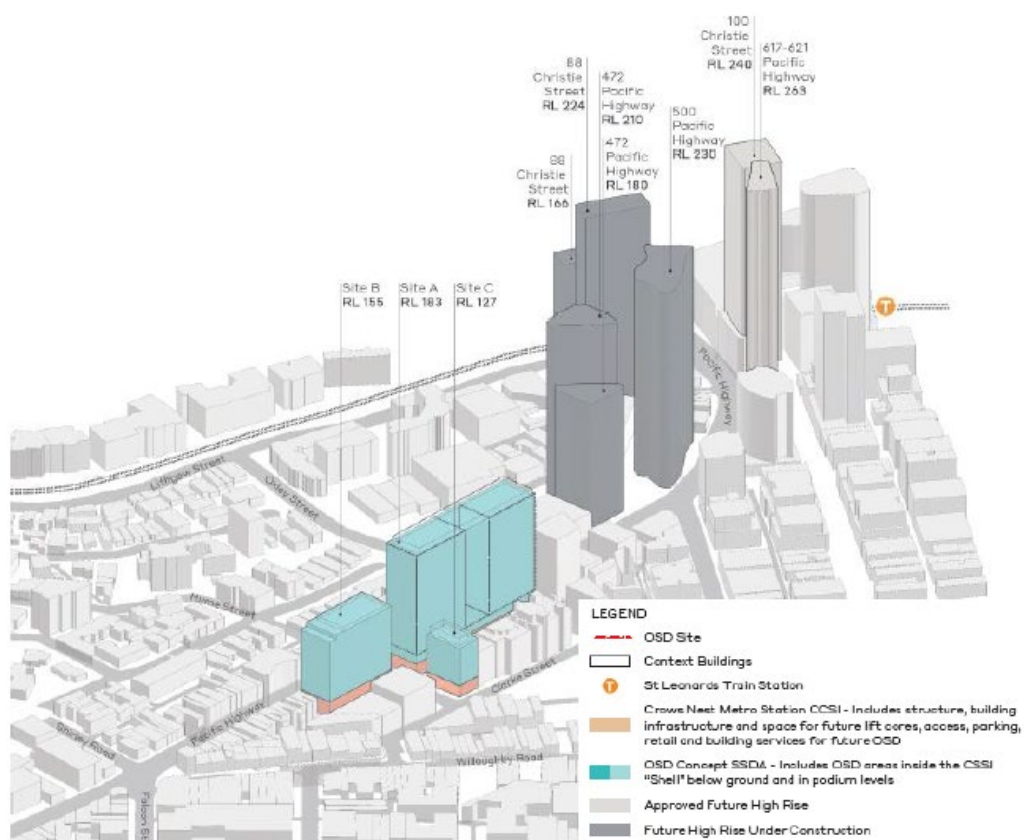 100
Christie
Street
RL 240
617-621
Pacific
Highway
RL 263
88
Christie
Street
RL 224
472
Pacific
Highway
RL 210
500
Pacific
Highway
RL 230
472
Pacific
Highway
RL 180
88
Christie
Street
RL 166
Site B
RL 155
Site A
RL 183
Site C
RL 127
T
Pacific Highway
Lithgow Street
Oxley Street
Hume Street
Clarke Street
Pacific Highway
Shirley Road
Willoughby Road
Falcon St
LEGEND
OSD Site
Context Buildings
T St Leonards Train Station
Crows Nest Metro Station CCSI - Includes structure, building
infrastructure and space for future lift cores, access, parking,
retail and building services for future OSD
OSD Concept SSDA - Includes OSD areas inside the CSSI
"Shell" below ground and in podium levels
Approved Future High Rise
Future High Rise Under Construction